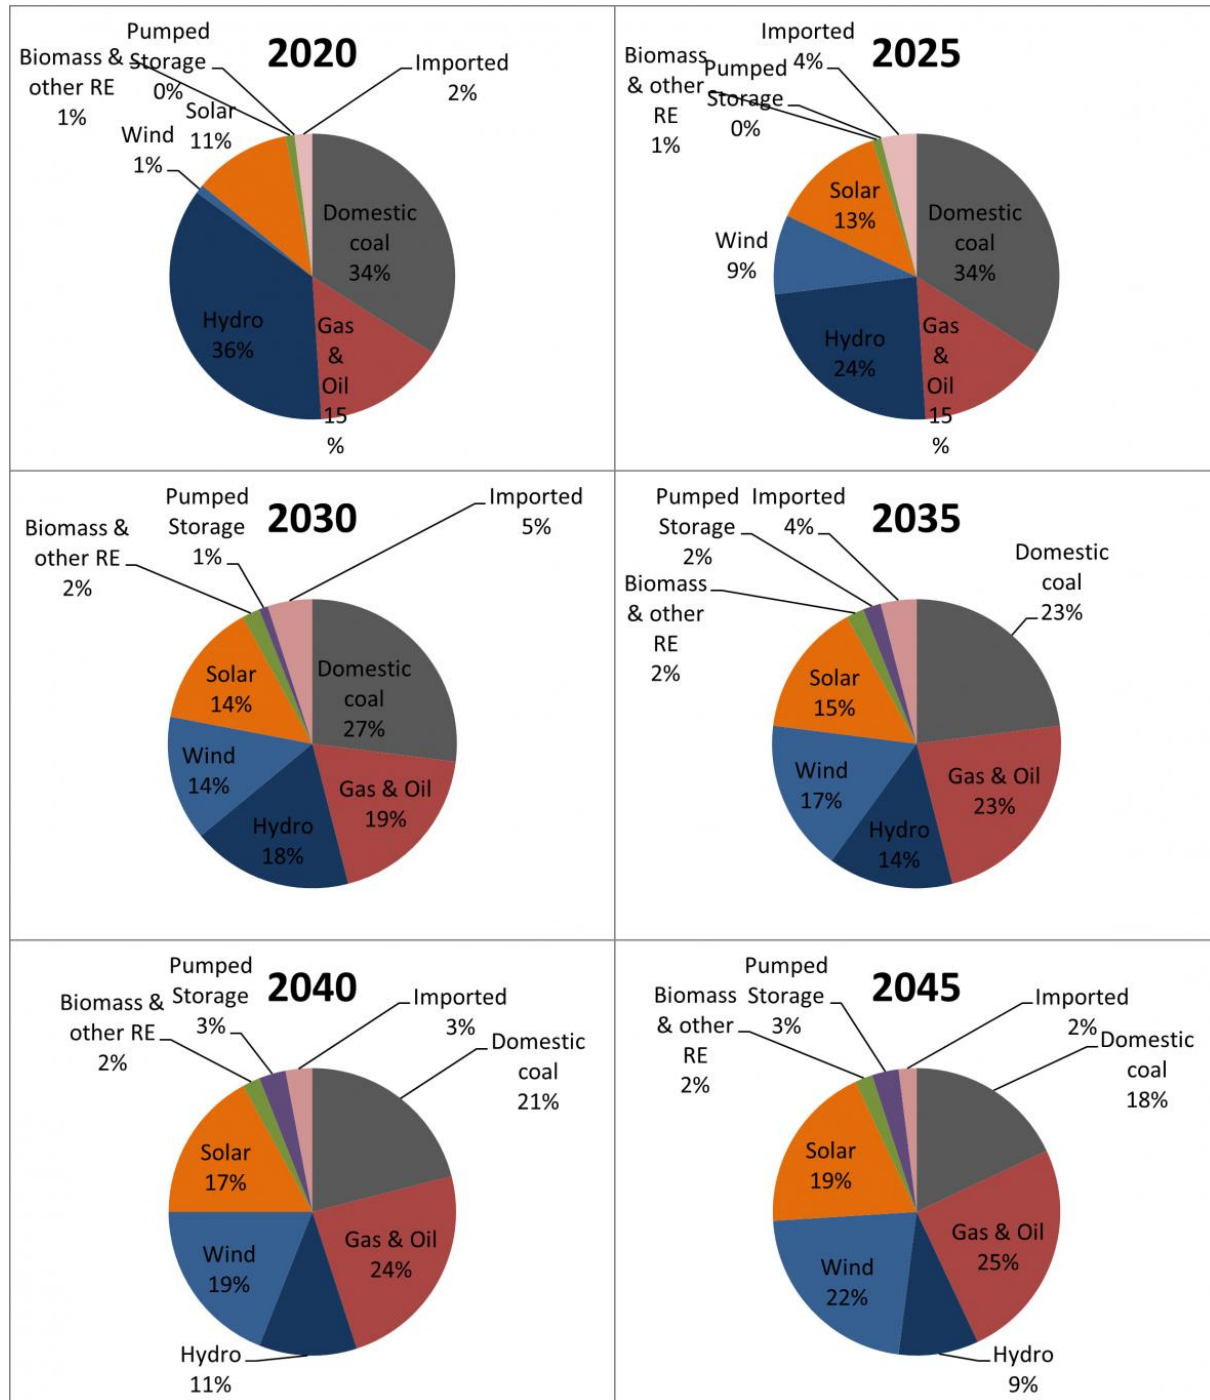 2020
Pumped
Storage
0%
Biomass &
other RE
1%
Imported
2%
Solar
11%
Wind
1%
Domestic
coal
34%
Hydro
36%
Gas
&
Oil
15
%
2025
Imported
4%
Biomass
& other
RE
1%
Pumped
Storage
0%
Solar
13%
Wind
9%
Domestic
coal
34%
Hydro
24%
Gas
&
Oil
15
%
2030
Pumped
Storage
1%
Imported
5%
Biomass &
other RE
2%
Solar
14%
Domestic
coal
27%
Wind
14%
Gas & Oil
19%
Hydro
18%
2035
Pumped
Storage
2%
Imported
4%
Domestic
coal
23%
Biomass
& other
RE
2%
Solar
15%
Wind
17%
Gas & Oil
23%
Hydro
14%
2040
Pumped
Storage
3%
Biomass &
other RE
2%
Imported
3%
Domestic
coal
21%
Solar
17%
Wind
19%
Gas & Oil
24%
Hydro
11%
2045
Pumped
Storage
3%
Biomass
& other
RE
2%
Imported
2%
Domestic
coal
18%
Solar
19%
Wind
22%
Gas & Oil
25%
Hydro
9%